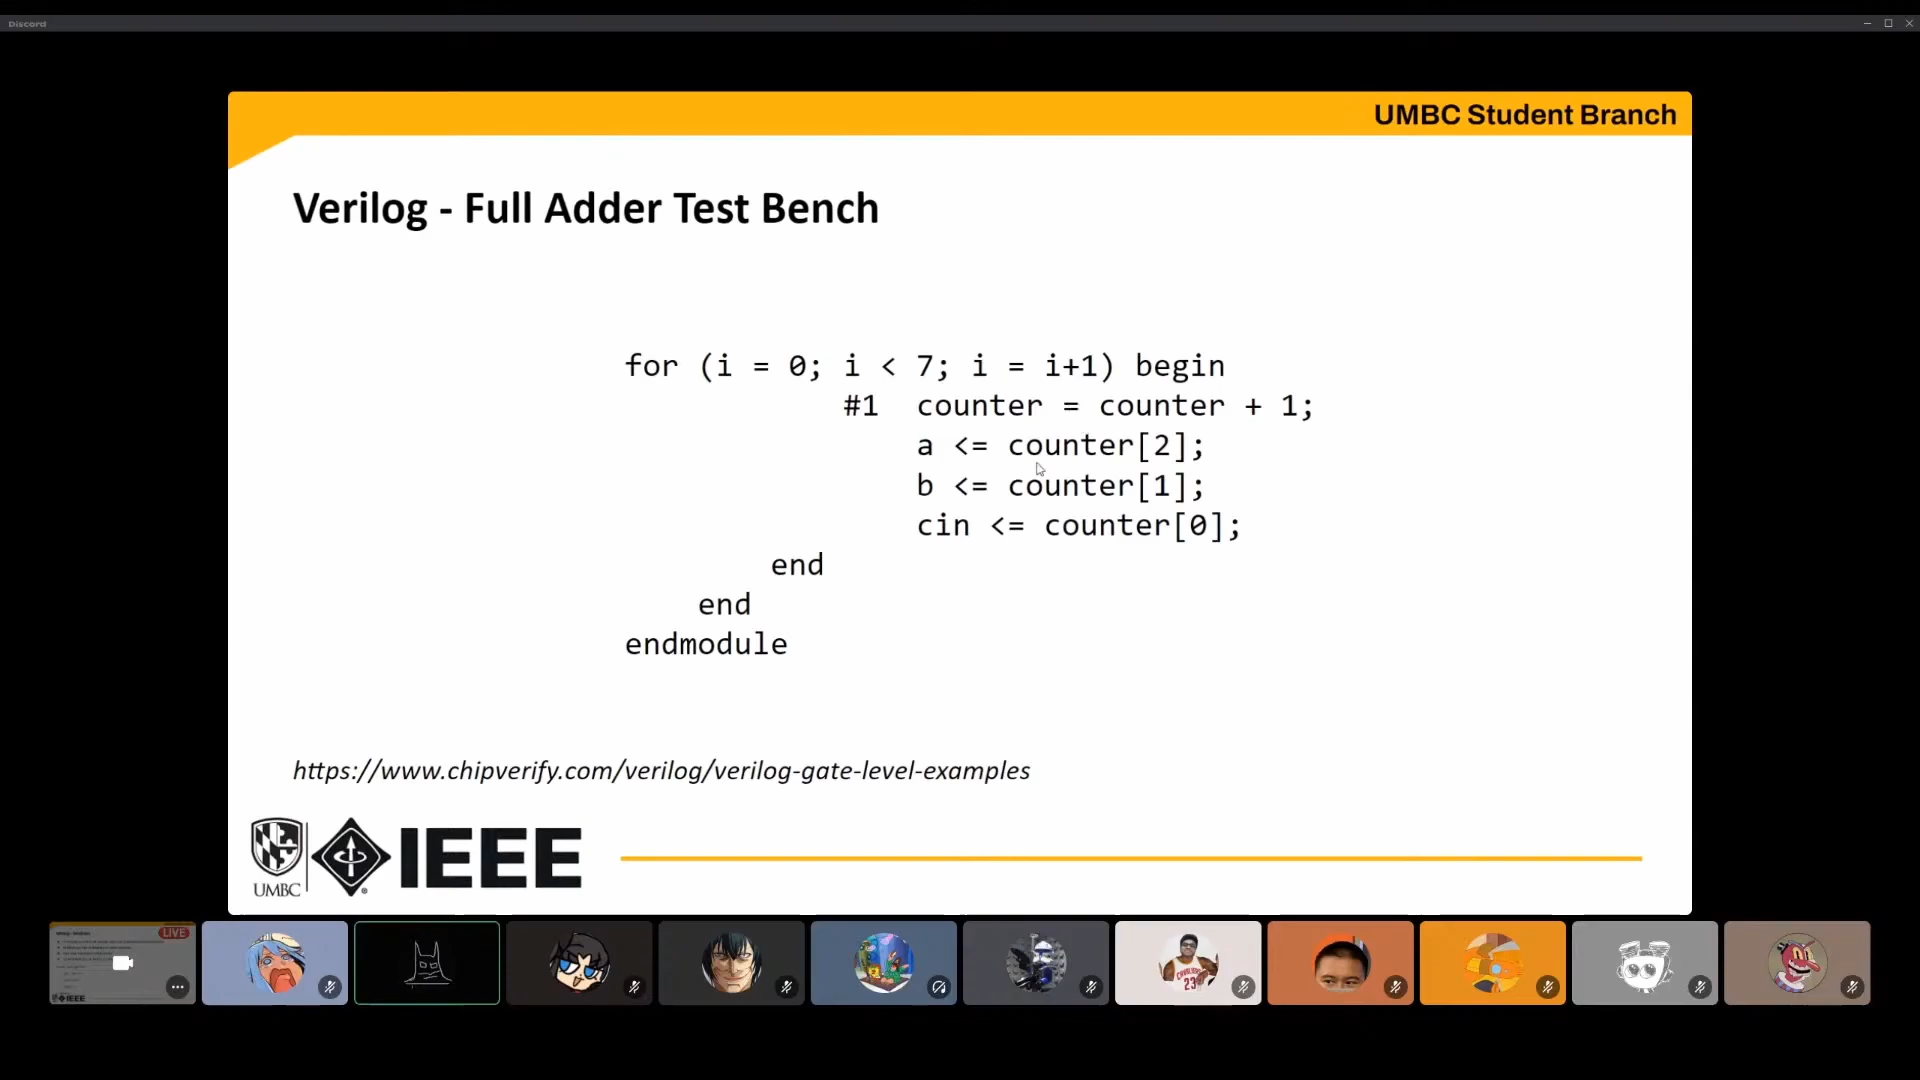 Discord
UMBC Student Branch
Verilog - Full Adder Test Bench
for (i = 0; i < 7; i = i+1) begin
#1 counter = counter + 1;
a <= counter[2];
b <= counter[1];
cin <= counter[0];
end
end
endmodule
https://www.chipverify.com/verilog/verilog-gate-level-examples
UMBC
IEEE
LIVE
CAVALIERS
23